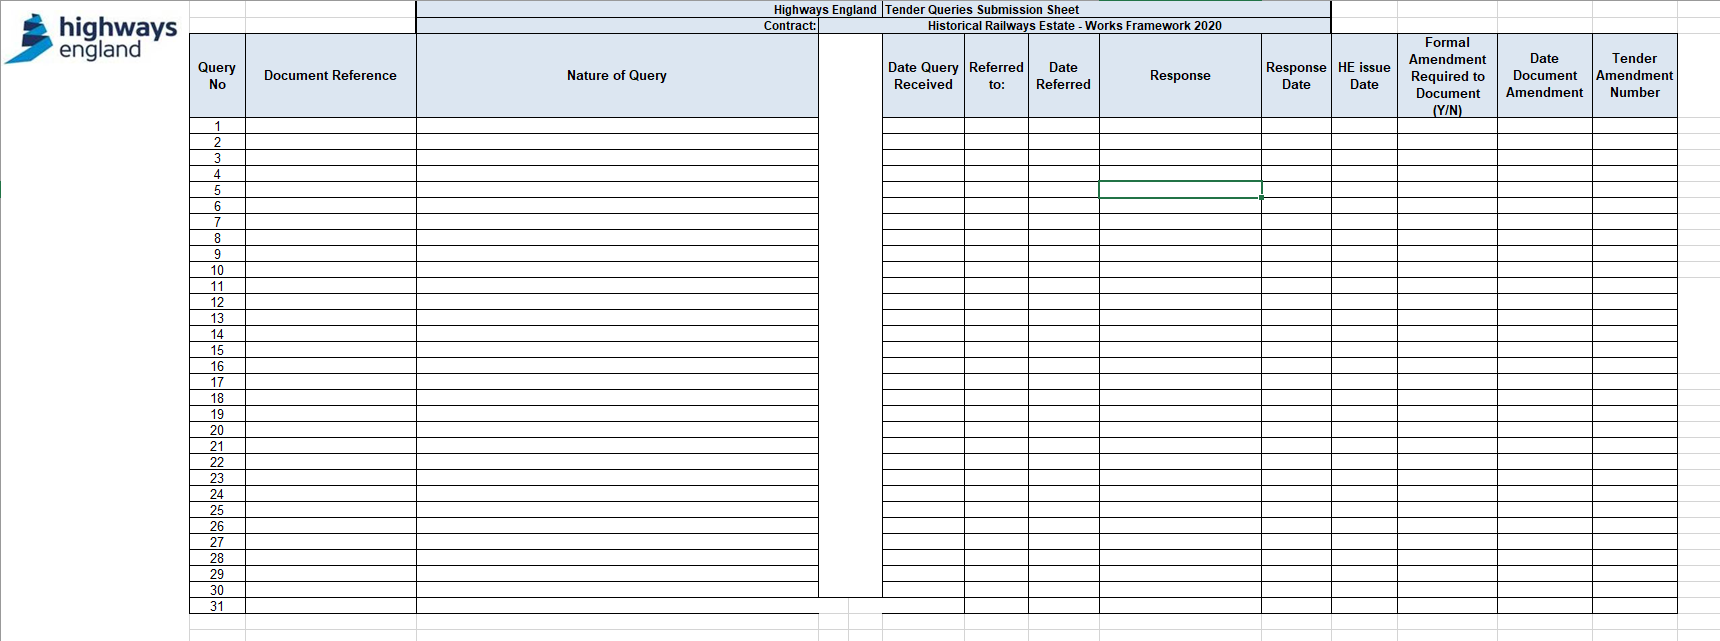 highways
england
Highways England Tender Queries Submission Sheet
Contract: Historical Railways Estate - Works Framework 2020
Query
No
Document Reference
Nature of Query
Date Query
Received
Referred
to:
Date
Referred
Response
Response
Date
HE issue
Date
Formal
Amendment
Required to
Document
(Y/N)
Date
Document
Amendment
Tender
Amendment
Number
1
2
3
4
5
6
7
8
9
10
11
12
13
14
15
16
17
18
19
20
21
22
23
24
25
26
27
28
29
30
31